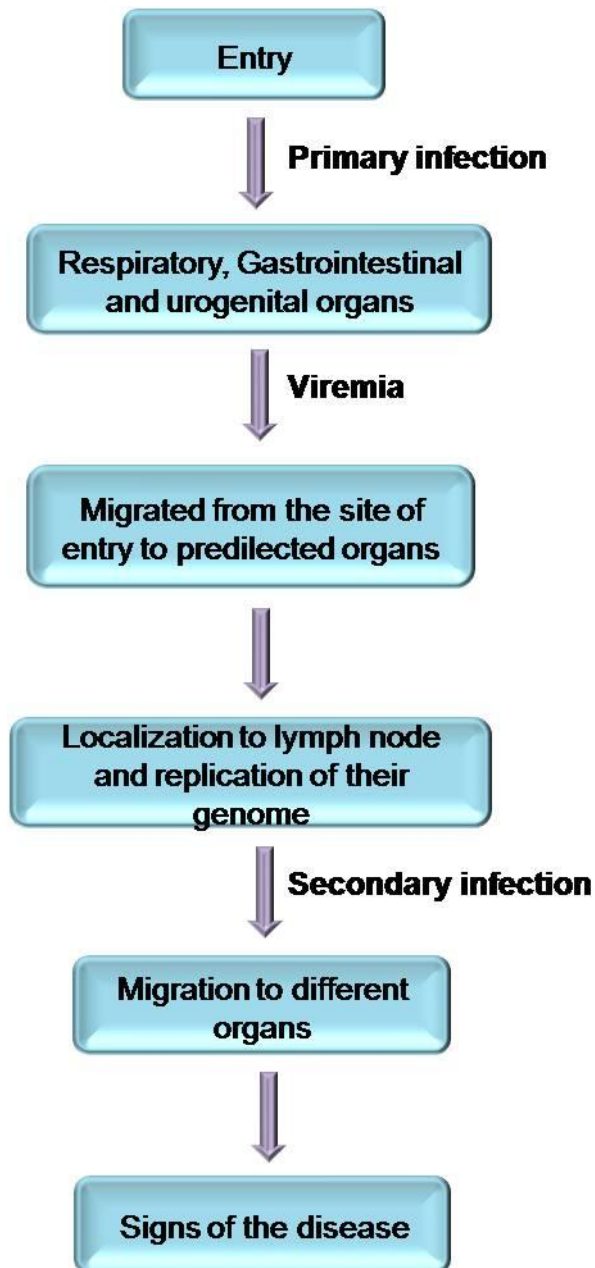 Entry
Primary infection
Respiratory, Gastrointestinal
and urogenital organs
Viremia
Migrated from the site of
entry to predilected organs
Localization to lymph node
and replication of their
genome
Secondary infection
Migration to different
organs
Signs of the disease